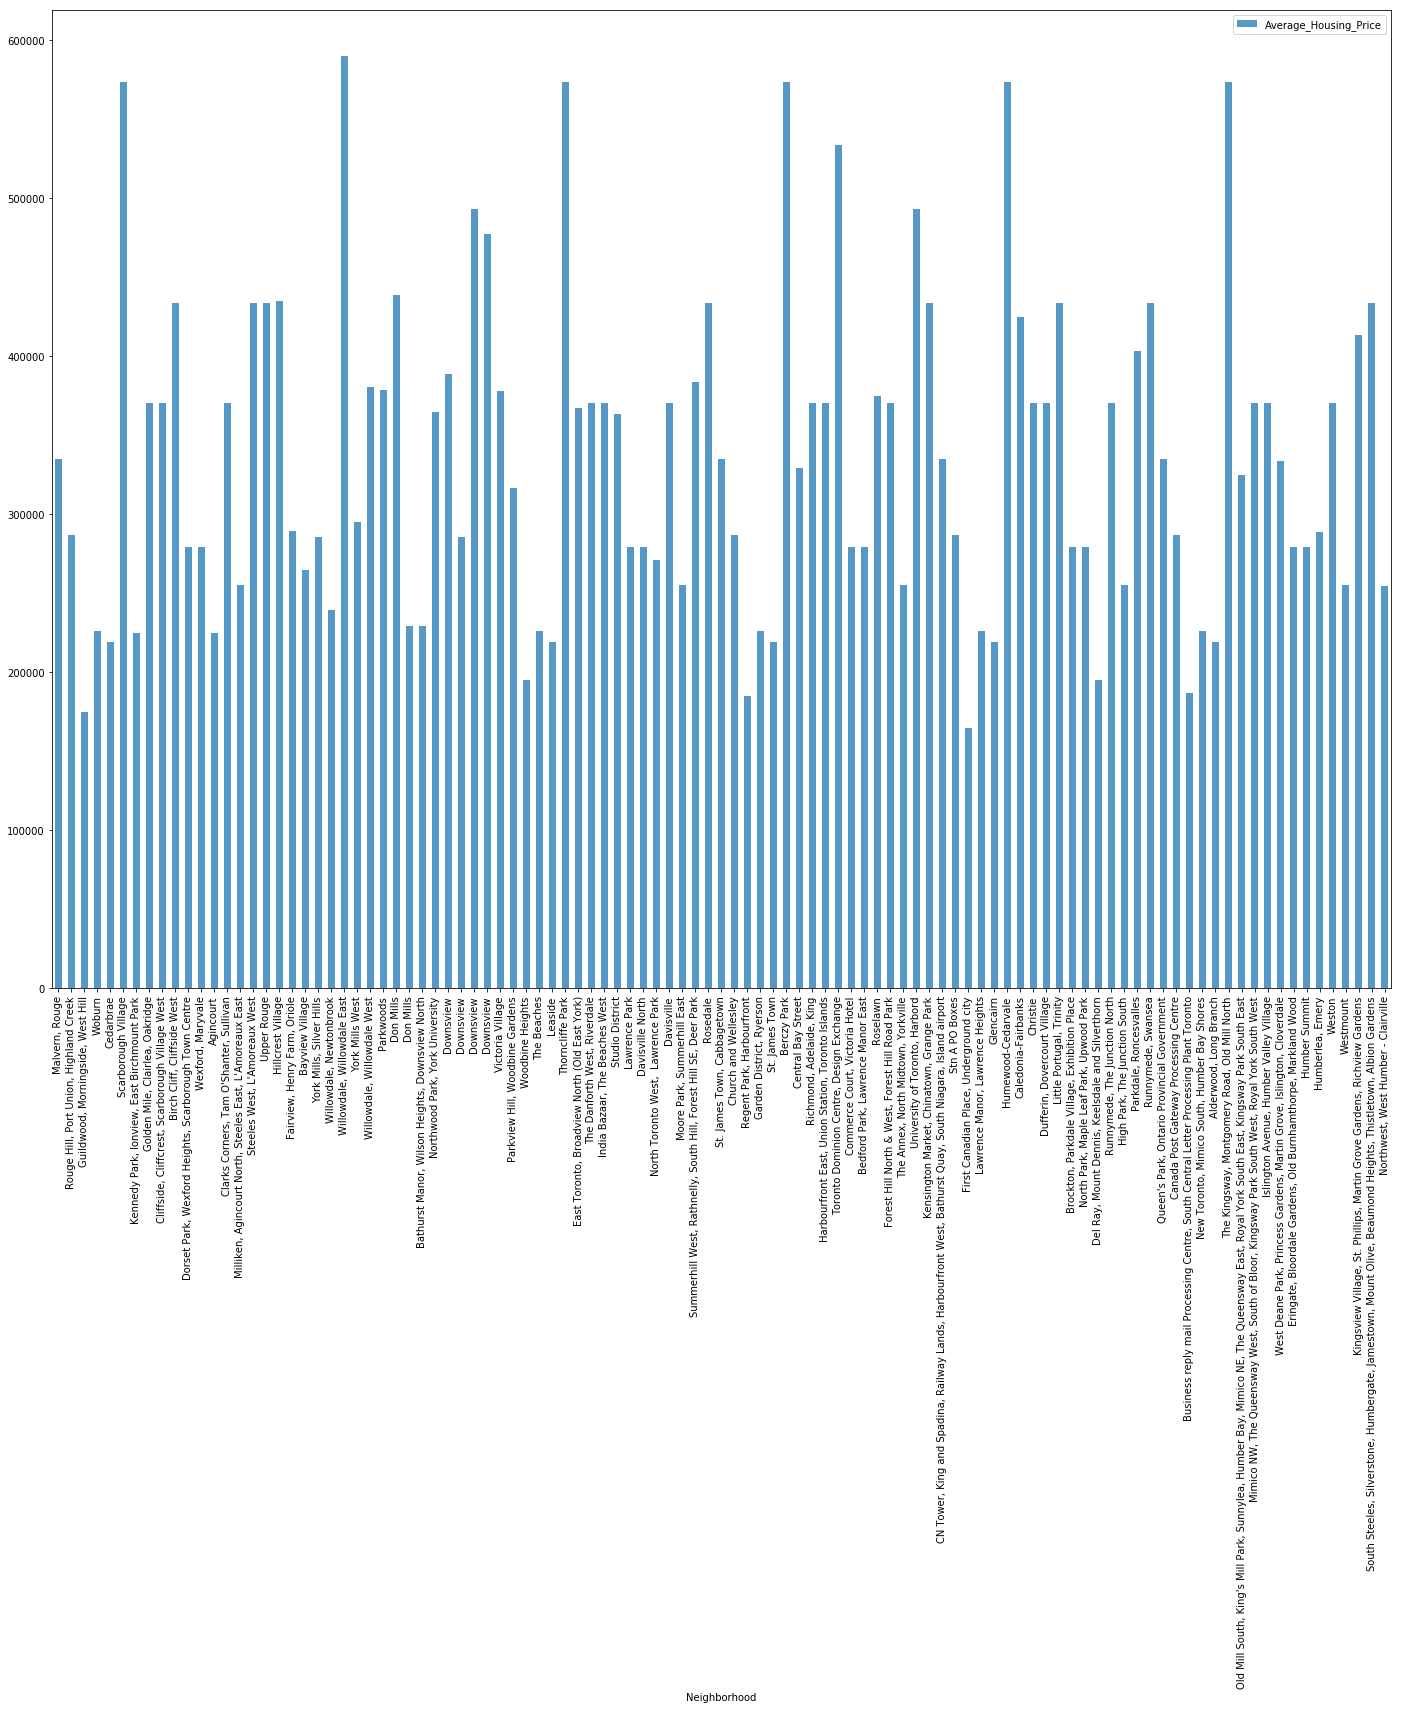 Average_Housing_Price
600000
500000
400000
300000
200000
100000
0
Malvern, Rouge
Rouge Hill, Port Union, Highland Creek
Guildwood, Morningside, West Hill
Woburn
Cedarbrae
Scarborough Village
Kennedy Park, Ionview, East Birchmount Park
Golden Mile, Clairlea, Oakridge
Cliffside, Cliffcrest, Scarborough Village West
Birch Cliff, Cliffside West
Dorset Park, Wexford Heights, Scarborough Town Centre
Wexford, Maryvale
Agincourt
Clarks Corners, Tam O'Shanter, Sullivan
Milliken, Agincourt North, Steeles East, L'Amoreaux East
Steeles West, L'Amoreaux West
Upper Rouge
Hillcrest Village
Fairview, Henry Farm, Oriole
Bayview Village
York Mills, Silver Hills
Willowdale, Newtonbrook
Willowdale, Willowdale East
York Mills West
Willowdale, Willowdale West
Parkwoods
Don Mills
Don Mills
Bathurst Manor, Wilson Heights, Downsview North
Northwood Park, York University
Downsview
Downsview
Downsview
Downsview
Victoria Village
Parkview Hill, Woodbine Gardens
Woodbine Heights
The Beaches
Leaside
Thorncliffe Park
East Toronto, Broadview North (Old East York)
The Danforth West, Riverdale
India Bazaar, The Beaches West
Studio District
Lawrence Park
Davisville North
North Toronto West,  Lawrence Park
Davisville
Moore Park, Summerhill East
Summerhill West, Rathnelly, South Hill, Forest Hill SE, Deer Park
Rosedale
St. James Town, Cabbagetown
Church and Wellesley
Regent Park, Harbourfront
Garden District, Ryerson
St. James Town
Berczy Park
Central Bay Street
Richmond, Adelaide, King
Harbourfront East, Union Station, Toronto Islands
Toronto Dominion Centre, Design Exchange
Commerce Court, Victoria Hotel
Bedford Park, Lawrence Manor East
Roselawn
Forest Hill North & West, Forest Hill Road Park
The Annex, North Midtown, Yorkville
University of Toronto, Harbord
Kensington Market, Chinatown, Grange Park
CN Tower, King and Spadina, Railway Lands, Harbourfront West, Bathurst Quay, South Niagara, Island airport
Stn A PO Boxes
First Canadian Place, Underground city
Lawrence Manor, Lawrence Heights
Glencairn
Humewood-Cedarvale
Caledonia-Fairbanks
Christie
Dufferin, Dovercourt Village
Little Portugal, Trinity
Brockton, Parkdale Village, Exhibition Place
North Park, Maple Leaf Park, Upwood Park
Del Ray, Mount Dennis, Keelsdale and Silverthorn
Runnymede, The Junction North
High Park, The Junction South
Parkdale, Roncesvalles
Runnymede, Swansea
Queen's Park, Ontario Provincial Government
Canada Post Gateway Processing Centre
Business reply mail Processing Centre, South Central Letter Processing Plant Toronto
New Toronto, Mimico South, Humber Bay Shores
Alderwood, Long Branch
The Kingsway, Montgomery Road, Old Mill North
Old Mill South, King's Mill Park, Sunnylea, Humber Bay, Mimico NE, The Queensway East, Royal York South East, Kingsway Park South East
Mimico NW, The Queensway West, South of Bloor, Kingsway Park South West, Royal York South West
Islington Avenue, Humber Valley Village
West Deane Park, Princess Gardens, Martin Grove, Islington, Cloverdale
Eringate, Bloordale Gardens, Old Burnhamthorpe, Markland Wood
Humber Summit
Humberlea, Emery
Weston
Westmount
Kingsview Village, St. Phillips, Martin Grove Gardens, Richview Gardens
South Steeles, Silverstone, Humbergate, Jamestown, Mount Olive, Beaumond Heights, Thistletown, Albion Gardens
Northwest, West Humber - Clairville
Neighborhood